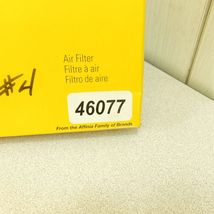 Air Filter
Filtre à air
Filtro de aire
#4
46077
From the Affinia Family of Brands